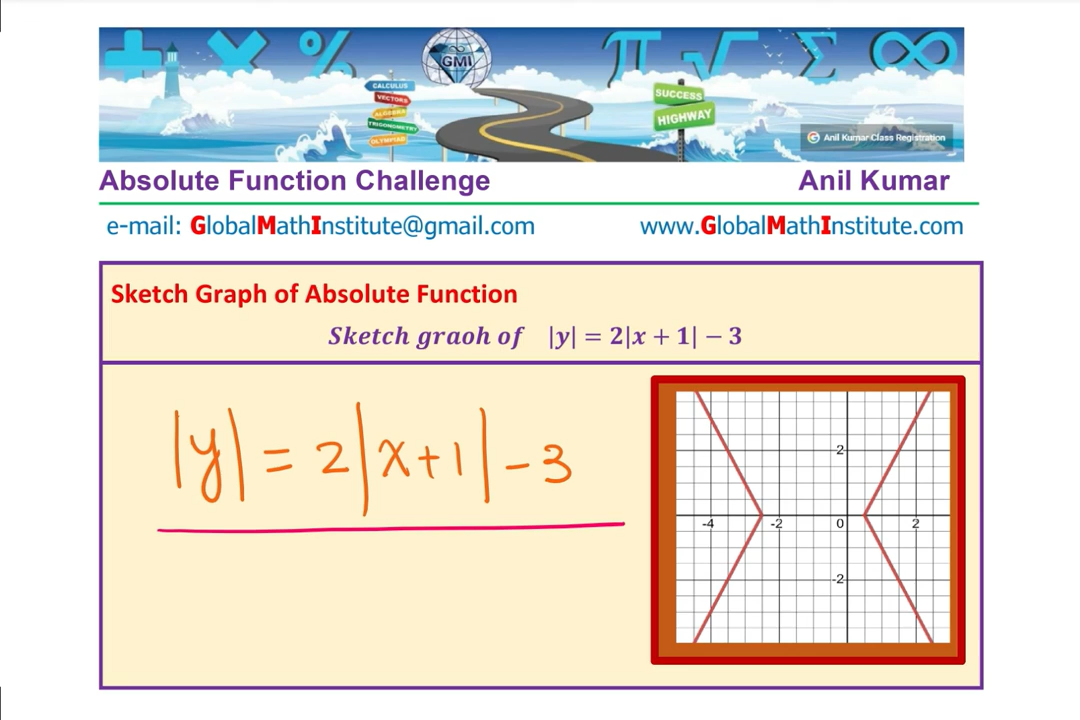 + × % GMI π √ Σ ∞
CALCULUS
VECTORS
ALGEBRA
TRIGONOMETRY
OLYMPIAD
SUCCESS
HIGHWAY
Anil Kumar Class Registration
Absolute Function Challenge Anil Kumar
e-mail: GlobalMathInstitute@gmail.com www.GlobalMathInstitute.com
Sketch Graph of Absolute Function
Sketch graoh of |y| = 2|x + 1| − 3
|y| = 2|x+1| - 3
2
-4 -2 0 2
-2